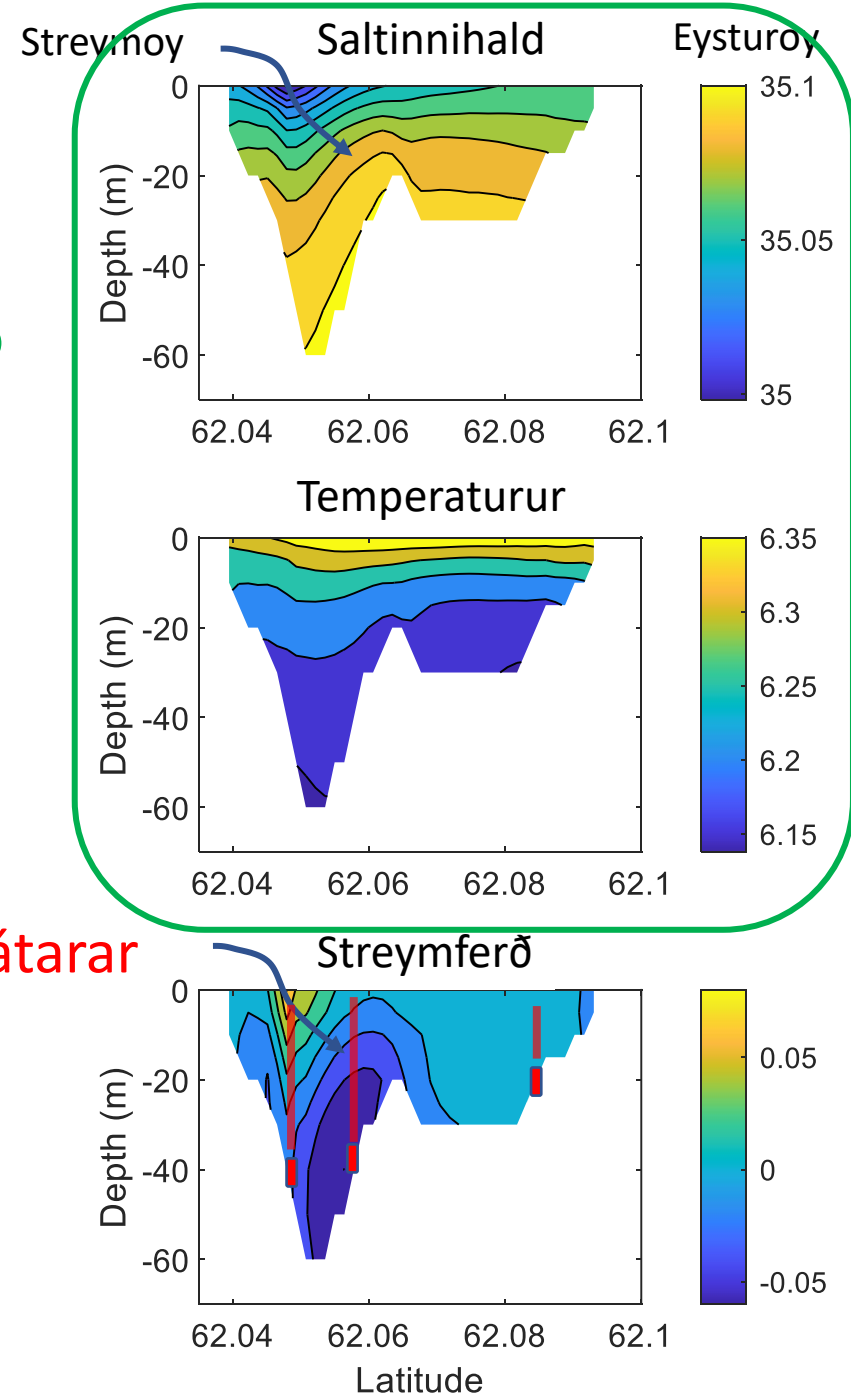 Streymoy Saltinnihald Eysturoy
0
-20
-40
-60
Depth (m)
62.04 62.06 62.08 62.1
35.1
35.05
35
Temperaturur
0
-20
-40
-60
Depth (m)
62.04 62.06 62.08 62.1
6.35
6.3
6.25
6.2
6.15
átarar
Streymferð
0
-20
-40
-60
Depth (m)
62.04 62.06 62.08 62.1
Latitude
0.05
0
-0.05